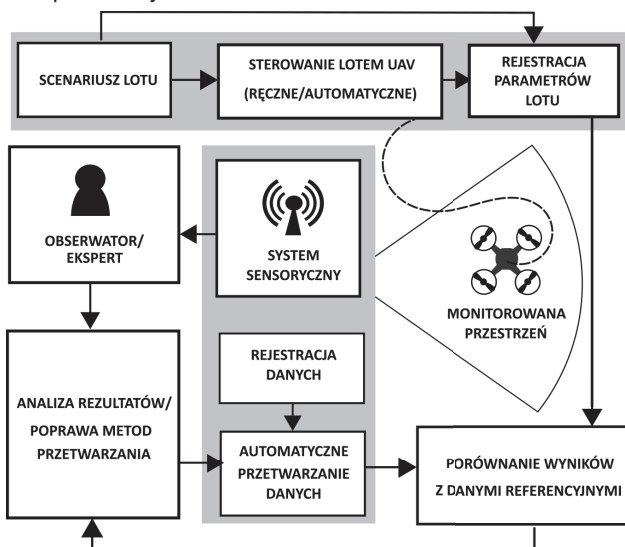 SCENARIUSZ LOTU
STEROWANIE LOTEM UAV
(RĘCZNE/AUTOMATYCZNE)
REJESTRACJA
PARAMETRÓW
LOTU
OBSERWATOR/
EKSPERT
SYSTEM
SENSORYCZNY
MONITOROWANA
PRZESTRZEŃ
REJESTRACJA
DANYCH
ANALIZA REZULTATÓW/
POPRAWA METOD
PRZETWARZANIA
AUTOMATYCZNE
PRZETWARZANIE
DANYCH
PORÓWNANIE WYNIKÓW
Z DANYMI REFERENCYJNYMI